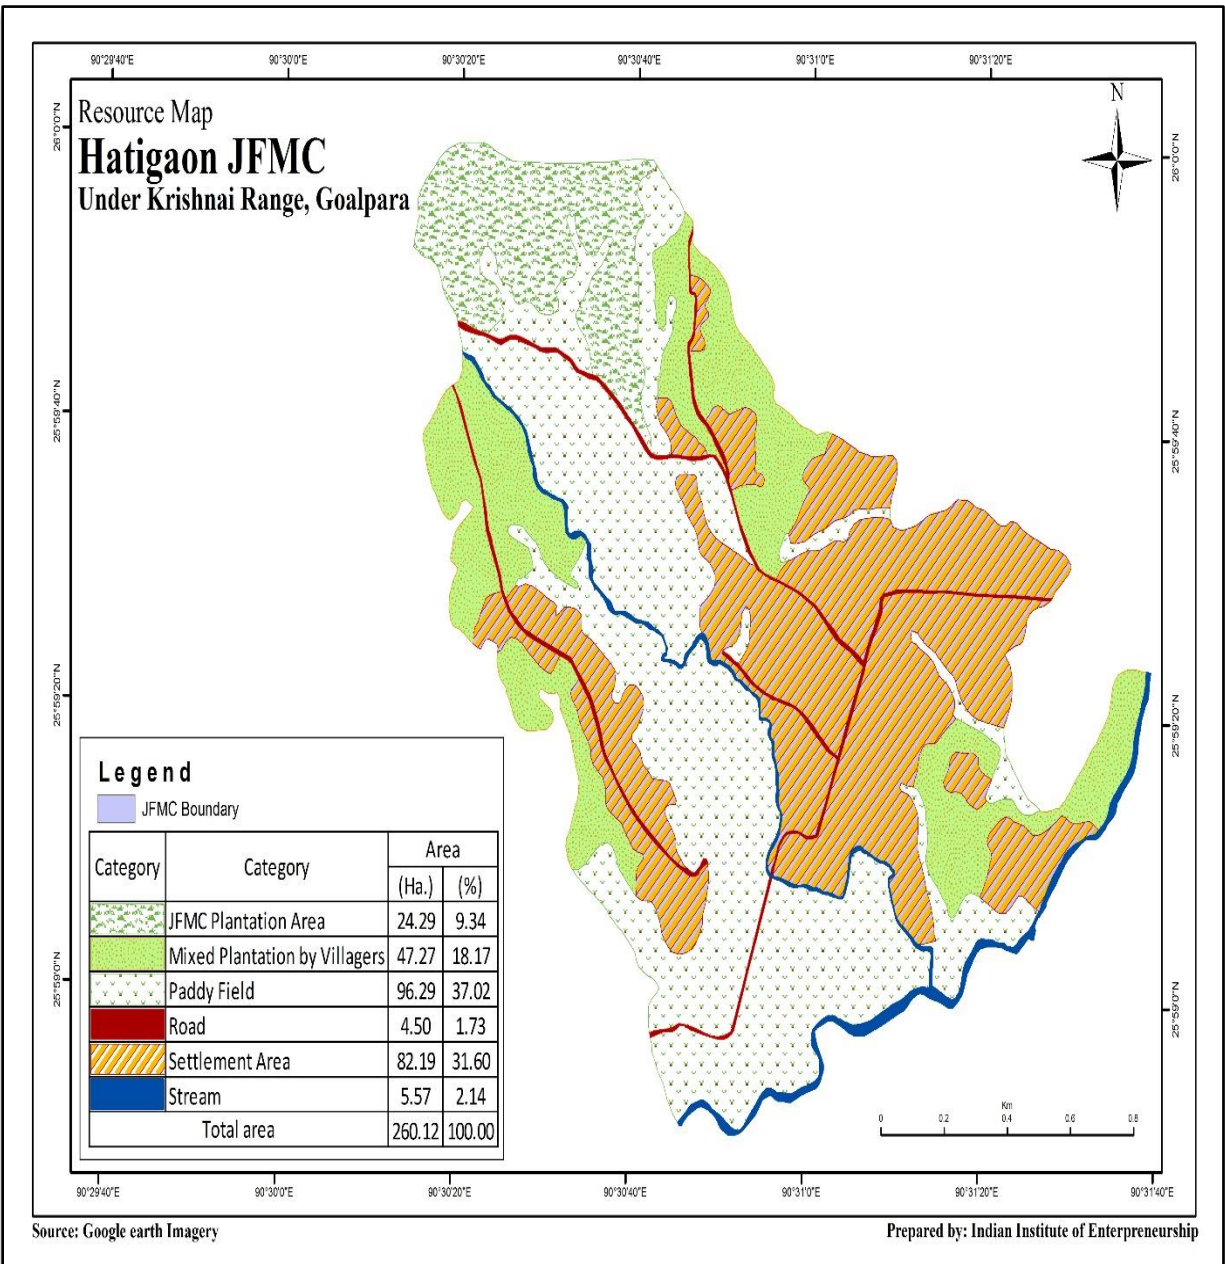 90°29'40"E 90°30'0"E 90°30'20"E 90°30'40"E 90°31'0"E 90°31'20"E
Resource Map
Hatigaon JFMC
Under Krishnai Range, Goalpara
N
26°0'0"N
26°0'0"N
25°59'40"N
25°59'40"N
25°59'20"N
25°59'20"N
25°59'0"N
25°59'0"N
Legend
JFMC Boundary
Category Category Area
(Ha.) (%)
JFMC Plantation Area 24.29 9.34
Mixed Plantation by Villagers 47.27 18.17
Paddy Field 96.29 37.02
Road 4.50 1.73
Settlement Area 82.19 31.60
Stream 5.57 2.14
Total area 260.12 100.00
Km
0 0.2 0.4 0.6 0.8
90°29'40"E 90°30'0"E 90°30'20"E 90°30'40"E 90°31'0"E 90°31'20"E 90°31'40"E
Source: Google earth Imagery
Prepared by: Indian Institute of Enterpreneurship